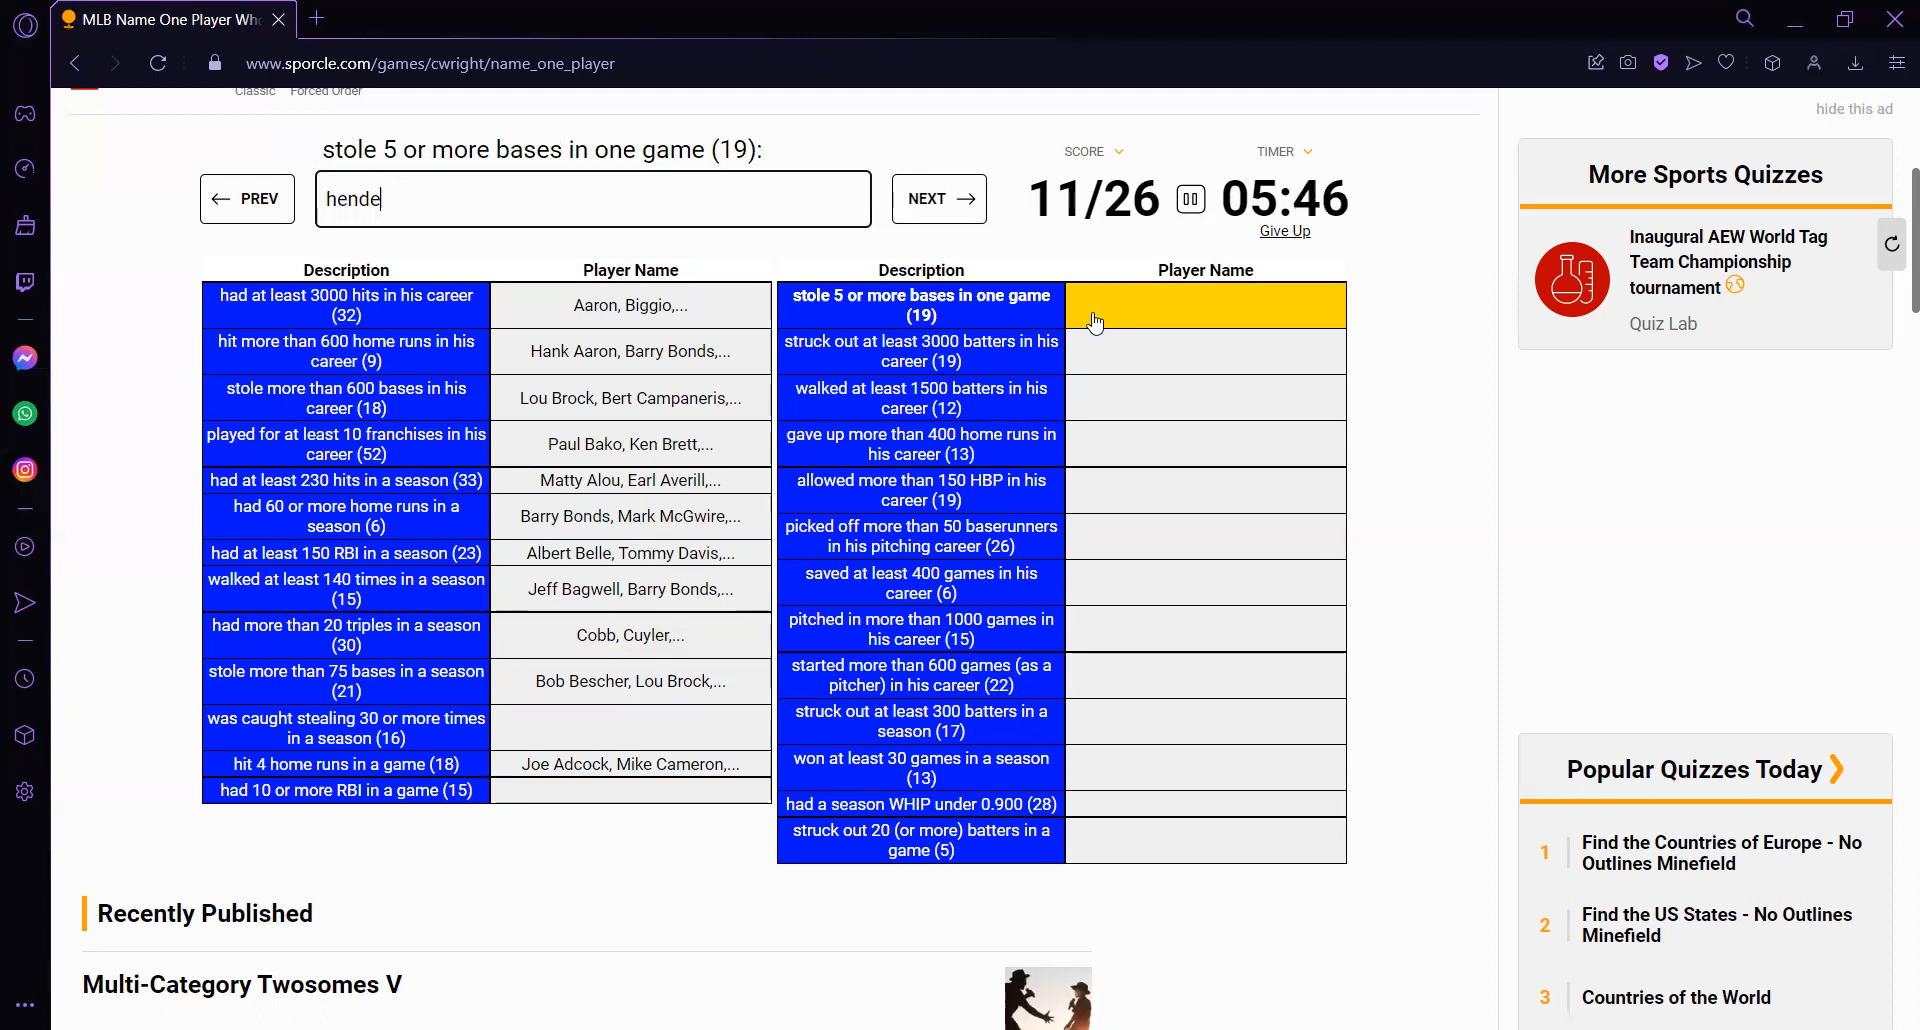 MLB Name One Player Wh
www.sporcle.com/games/cwright/name_one_player
Classic Forced Order
hide this ad
stole 5 or more bases in one game (19):
← PREV
hende
NEXT →
SCORE
11/26
TIMER
05:46
Give Up
Description Player Name
had at least 3000 hits in his career
(32)
Aaron, Biggio,...
hit more than 600 home runs in his
career (9)
Hank Aaron, Barry Bonds,...
stole more than 600 bases in his
career (18)
Lou Brock, Bert Campaneris,...
played for at least 10 franchises in his
career (52)
Paul Bako, Ken Brett,...
had at least 230 hits in a season (33)
Matty Alou, Earl Averill,...
had 60 or more home runs in a
season (6)
Barry Bonds, Mark McGwire,...
had at least 150 RBI in a season (23)
Albert Belle, Tommy Davis,...
walked at least 140 times in a season
(15)
Jeff Bagwell, Barry Bonds,...
had more than 20 triples in a season
(30)
Cobb, Cuyler,...
stole more than 75 bases in a season
(21)
Bob Bescher, Lou Brock,...
was caught stealing 30 or more times
in a season (16)
hit 4 home runs in a game (18)
Joe Adcock, Mike Cameron,...
had 10 or more RBI in a game (15)
Description Player Name
stole 5 or more bases in one game
(19)
struck out at least 3000 batters in his
career (19)
walked at least 1500 batters in his
career (12)
gave up more than 400 home runs in
his career (13)
allowed more than 150 HBP in his
career (19)
picked off more than 50 baserunners
in his pitching career (26)
saved at least 400 games in his
career (6)
pitched in more than 1000 games in
his career (15)
started more than 600 games (as a
pitcher) in his career (22)
struck out at least 300 batters in a
season (17)
won at least 30 games in a season
(13)
had a season WHIP under 0.900 (28)
struck out 20 (or more) batters in a
game (5)
Recently Published
Multi-Category Twosomes V
More Sports Quizzes
Inaugural AEW World Tag
Team Championship
tournament
Quiz Lab
Popular Quizzes Today
1 Find the Countries of Europe - No
Outlines Minefield
2 Find the US States - No Outlines
Minefield
3 Countries of the World